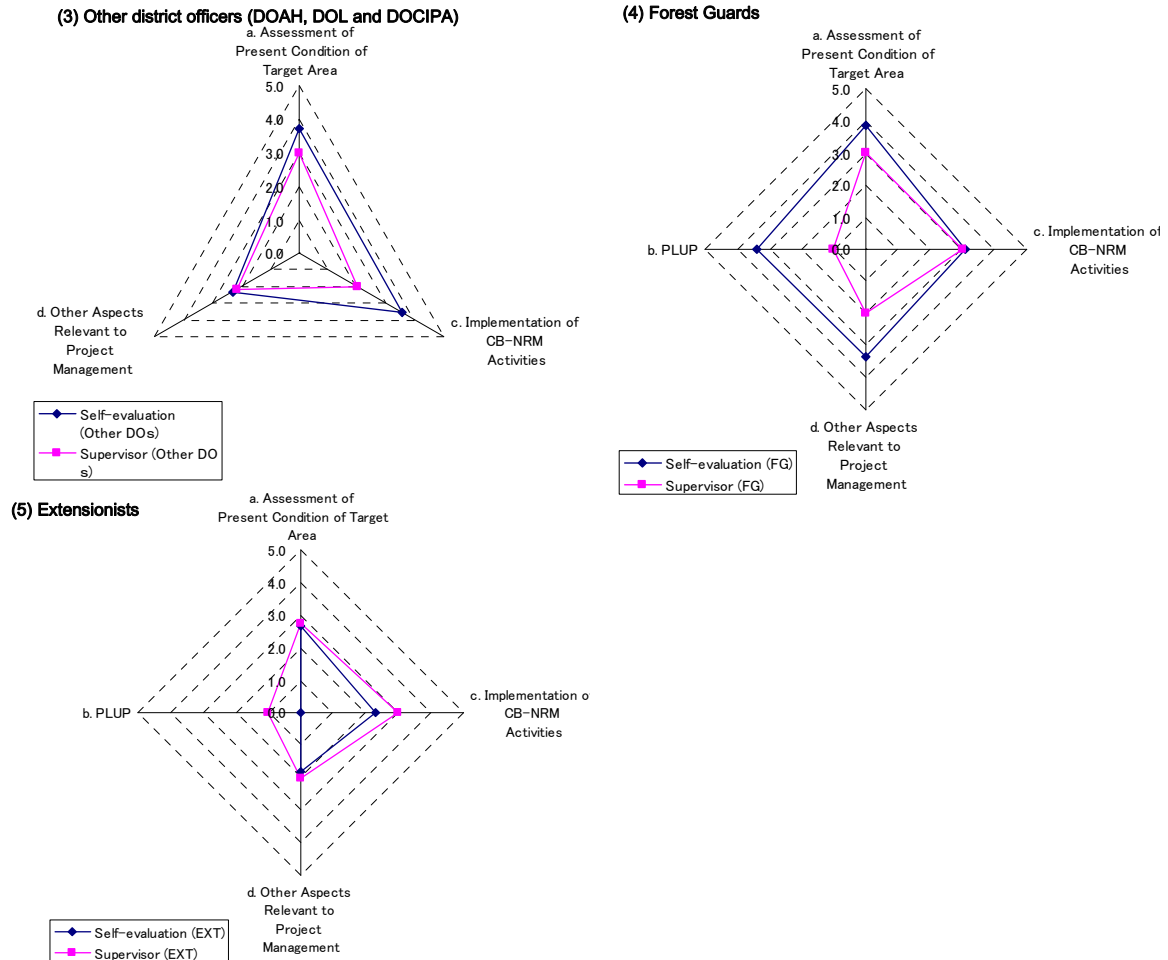 (3) Other district officers (DOAH, DOL and DOCIPA)
a. Assessment of
Present Condition of
Target Area
5.0
4.0
3.0
2.0
1.0
0.0
d. Other Aspects
Relevant to
Project
Management
c. Implementation of
CB-NRM
Activities
Self-evaluation
(Other DOs)
Supervisor (Other DO
s)
(4) Forest Guards
a. Assessment of
Present Condition of
Target Area
5.0
4.0
3.0
2.0
1.0
0.0
b. PLUP
c. Implementation of
CB-NRM
Activities
d. Other Aspects
Relevant to
Project
Management
Self-evaluation (FG)
Supervisor (FG)
(5) Extensionists
a. Assessment of
Present Condition of Target
Area
5.0
4.0
3.0
2.0
1.0
0.0
b. PLUP
c. Implementation o
CB-NRM
Activities
d. Other Aspects
Relevant to
Project
Management
Self-evaluation (EXT)
Supervisor (EXT)